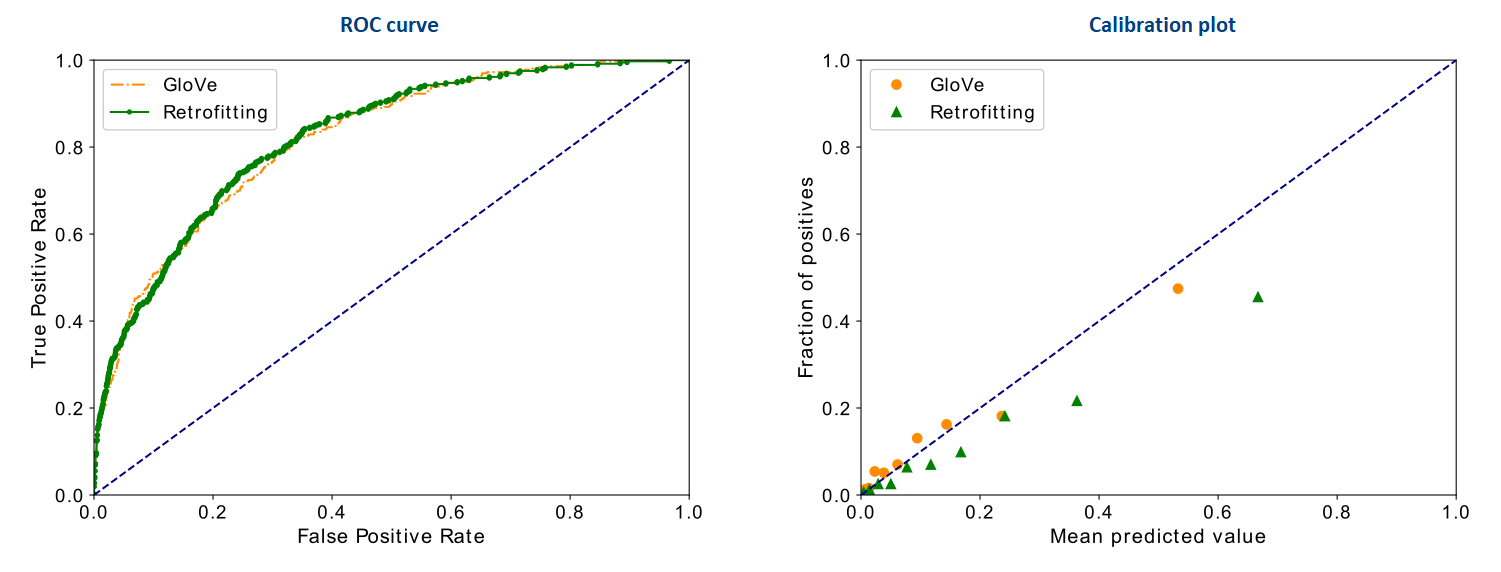 ROC curve
1.0
0.8
0.6
0.4
0.2
0.0
True Positive Rate
GloVe
Retrofitting
0.0 0.2 0.4 0.6 0.8 1.0
False Positive Rate
Calibration plot
1.0
0.8
0.6
0.4
0.2
0.0
Fraction of positives
GloVe
Retrofitting
0.0 0.2 0.4 0.6 0.8 1.0
Mean predicted value